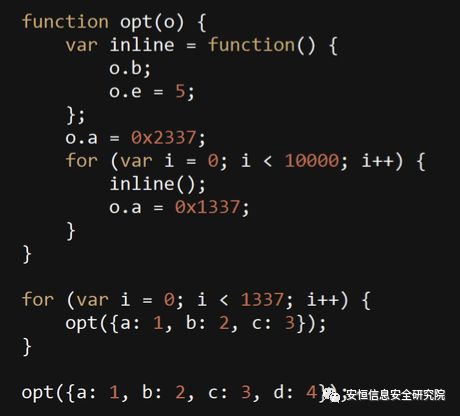 function opt(o) {
    var inline = function() {
        o.b;
        o.e = 5;
    };
    o.a = 0x2337;
    for (var i = 0; i < 10000; i++) {
        inline();
        o.a = 0x1337;
    }
}

for (var i = 0; i < 1337; i++) {
    opt({a: 1, b: 2, c: 3});
}

opt({a: 1, b: 2, c: 3, d: 4});
安恒信息安全研究院